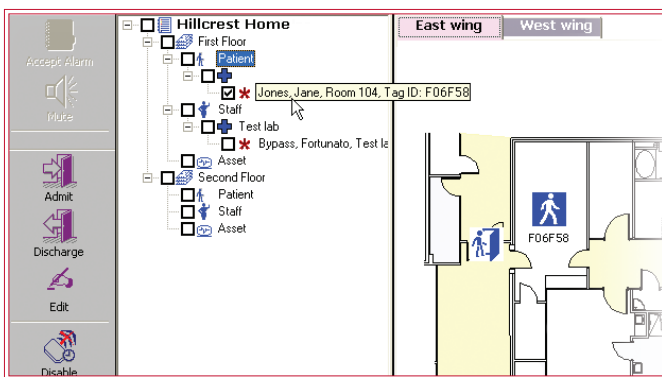 Accept Alarm
Mute
Admit
Discharge
Edit
Disable
Hillcrest Home
First Floor
Patient
Jones, Jane, Room 104, Tag ID: F06F58
Staff
Test lab
Bypass, Fortunato, Test la
Asset
Second Floor
Patient
Staff
Asset
East wing
West wing
F06F58